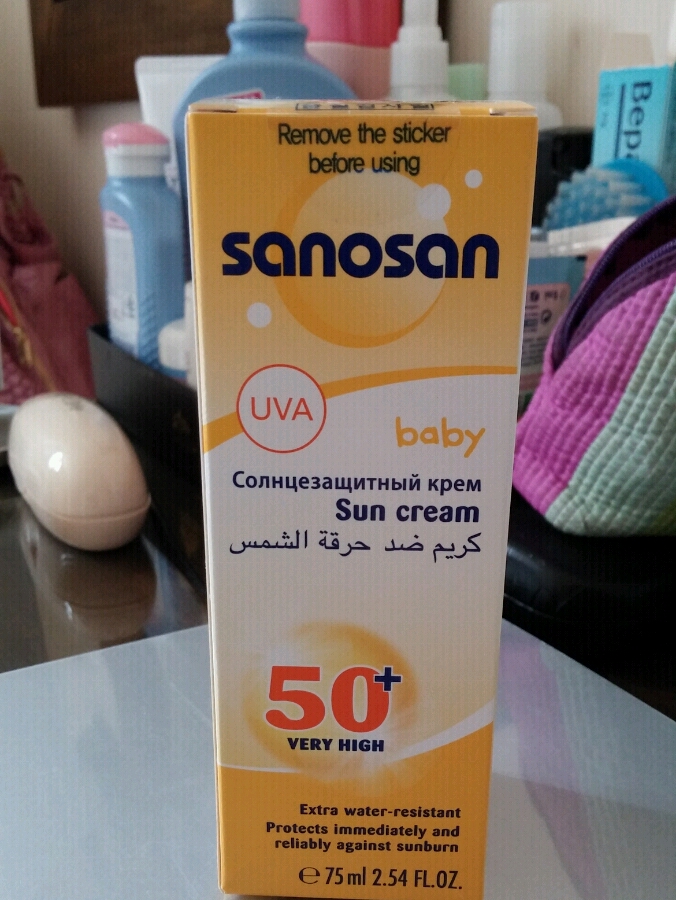 Remove the sticker
before using
sanosan
UVA
baby
Солнцезащитный крем
Sun cream
كريم ضد حرقة الشمس
50+
VERY HIGH
Extra water-resistant
Protects immediately and
reliably against sunburn
℮ 75 ml 2.54 FL.OZ.
Bepa